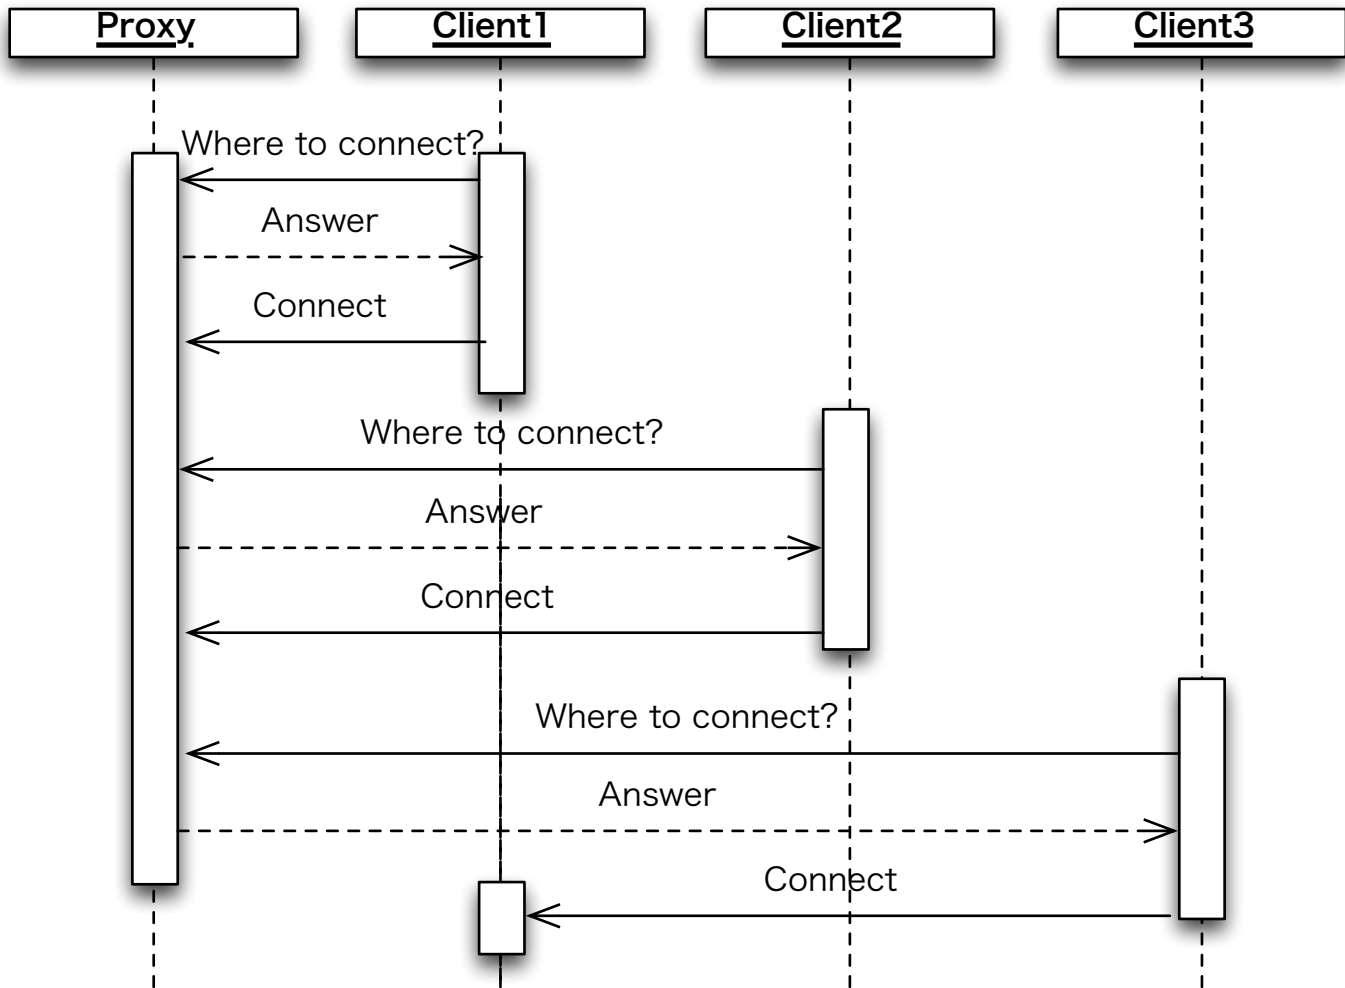 Proxy
Client1
Client2
Client3
Where to connect?
Answer
Connect
Where to connect?
Answer
Connect
Where to connect?
Answer
Connect